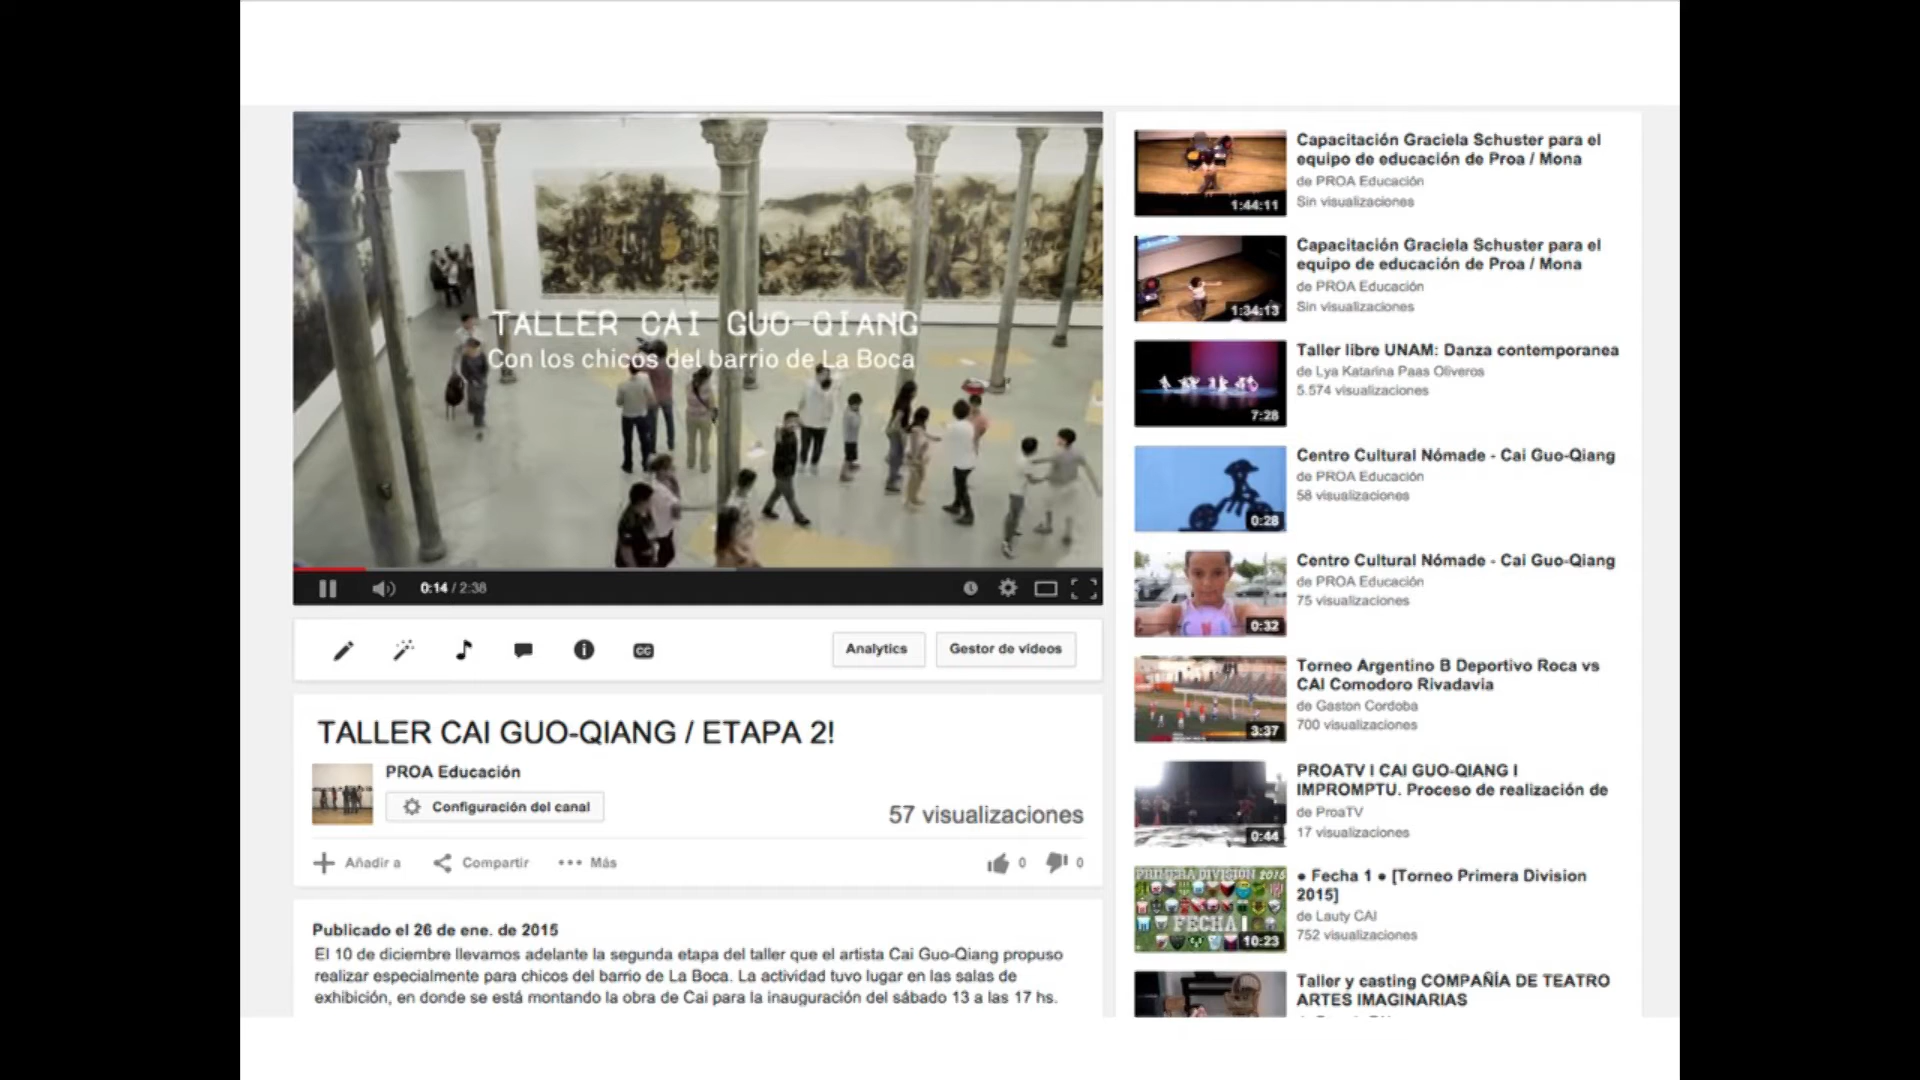 TALLER CAI GUO-QIANG
Con los chicos del barrio de La Boca
0:14 / 2:38
CC
Analytics
Gestor de vídeos
TALLER CAI GUO-QIANG / ETAPA 2!
PROA Educación
Configuración del canal
57 visualizaciones
Añadir a
Compartir
Más
0
0
Publicado el 26 de ene. de 2015
El 10 de diciembre llevamos adelante la segunda etapa del taller que el artista Cai Guo-Qiang propuso
realizar especialmente para chicos del barrio de La Boca. La actividad tuvo lugar en las salas de
exhibición, en donde se está montando la obra de Cai para la inauguración del sábado 13 a las 17 hs.
1:44:11
Capacitación Graciela Schuster para el
equipo de educación de Proa / Mona
de PROA Educación
Sin visualizaciones
1:34:13
Capacitación Graciela Schuster para el
equipo de educación de Proa / Mona
de PROA Educación
Sin visualizaciones
7:28
Taller libre UNAM: Danza contemporanea
de Lya Katarina Paas Oliveros
5.574 visualizaciones
0:28
Centro Cultural Nómade - Cai Guo-Qiang
de PROA Educación
58 visualizaciones
0:32
Centro Cultural Nómade - Cai Guo-Qiang
de PROA Educación
75 visualizaciones
3:37
Torneo Argentino B Deportivo Roca vs
CAI Comodoro Rivadavia
de Gaston Cordoba
700 visualizaciones
0:44
PROATV I CAI GUO-QIANG I
IMPROMPTU. Proceso de realización de
de ProaTV
17 visualizaciones
PRIMERA DIVISION 2015
FECHA 1
10:23
● Fecha 1 ● [Torneo Primera Division
2015]
de Lauty CAI
752 visualizaciones
Taller y casting COMPAÑÍA DE TEATRO
ARTES IMAGINARIAS